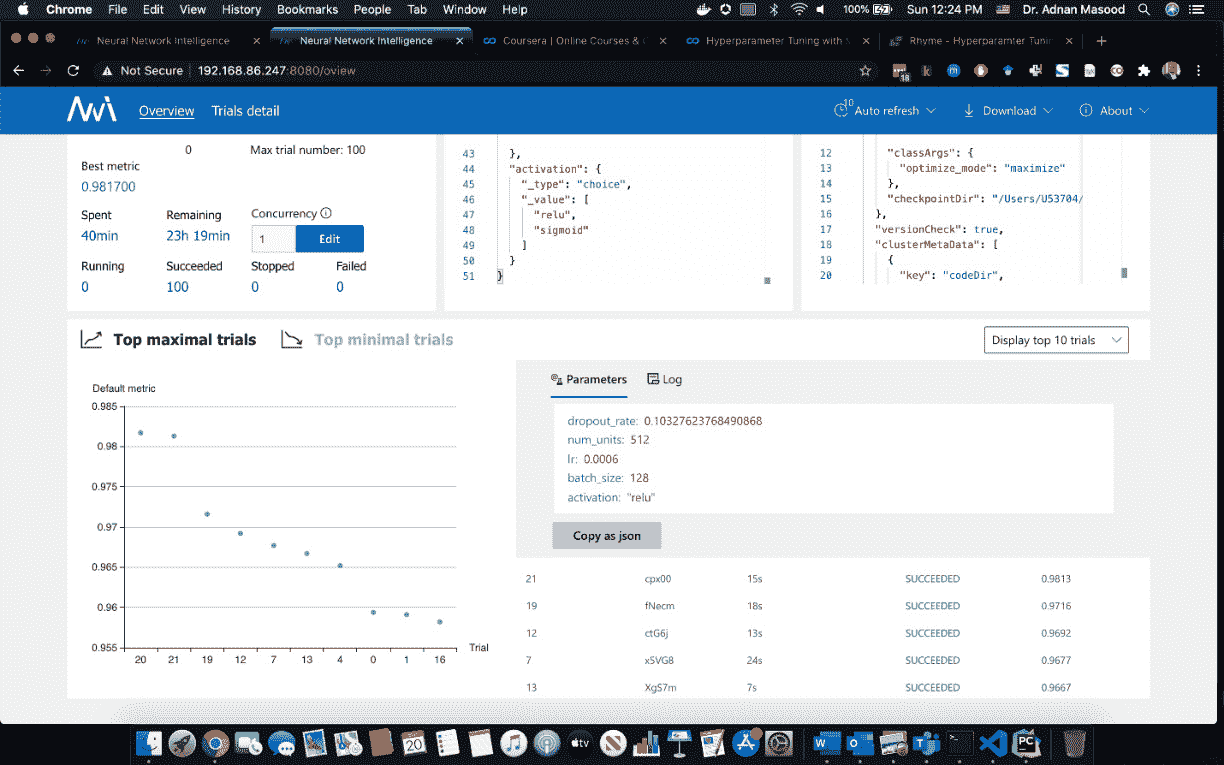 Chrome File Edit View History Bookmarks People Tab Window Help 100% Sun 12:24 PM Dr. Adnan Masood
Neural Network Intelligence Neural Network Intelligence Coursera | Online Courses & Hyperparameter Tuning with Rhyme - Hyperparamter Tunin
Not Secure 192.168.86.247:8080/oview
Overview Trials detail Auto refresh 10 Download About
0 Max trial number: 100
Best metric
0.981700
Spent Remaining Concurrency
40min 23h 19min 1 Edit
Running Succeeded Stopped Failed
0 100 0 0
43 },
44 "activation": {
45 "_type": "choice",
46 "_value": [
47 "relu",
48 "sigmoid"
49 ]
50 }
51 }
12 "classArgs": {
13 "optimize_mode": "maximize"
14 },
15 "checkpointDir": "/Users/U53704/
16 },
17 "versionCheck": true,
18 "clusterMetaData": [
19 {
20 "key": "codeDir",
Top maximal trials Top minimal trials Display top 10 trials
Default metric
0.985
0.98
0.975
0.97
0.965
0.96
0.955
20 21 19 12 7 13 4 0 1 16 Trial
Parameters Log
dropout_rate: 0.10327623768490868
num_units: 512
lr: 0.0006
batch_size: 128
activation: "relu"
Copy as json
21 cpx00 15s SUCCEEDED 0.9813
19 fNecm 18s SUCCEEDED 0.9716
12 ctG6j 13s SUCCEEDED 0.9692
7 xSVG8 24s SUCCEEDED 0.9677
13 XgS7m 7s SUCCEEDED 0.9667
20 tv PC